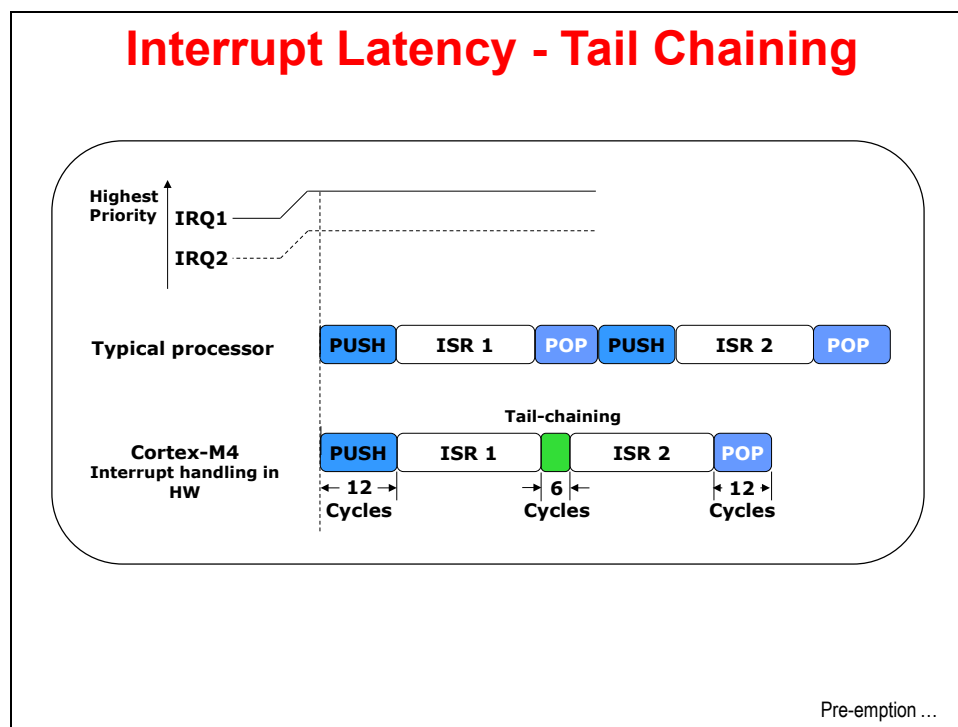 Interrupt Latency - Tail Chaining
Highest
Priority
IRQ1
IRQ2
Typical processor
PUSH
ISR 1
POP
PUSH
ISR 2
POP
Tail-chaining
Cortex-M4
Interrupt handling in
HW
PUSH
ISR 1
ISR 2
POP
12
Cycles
6
Cycles
12
Cycles
Pre-emption ...